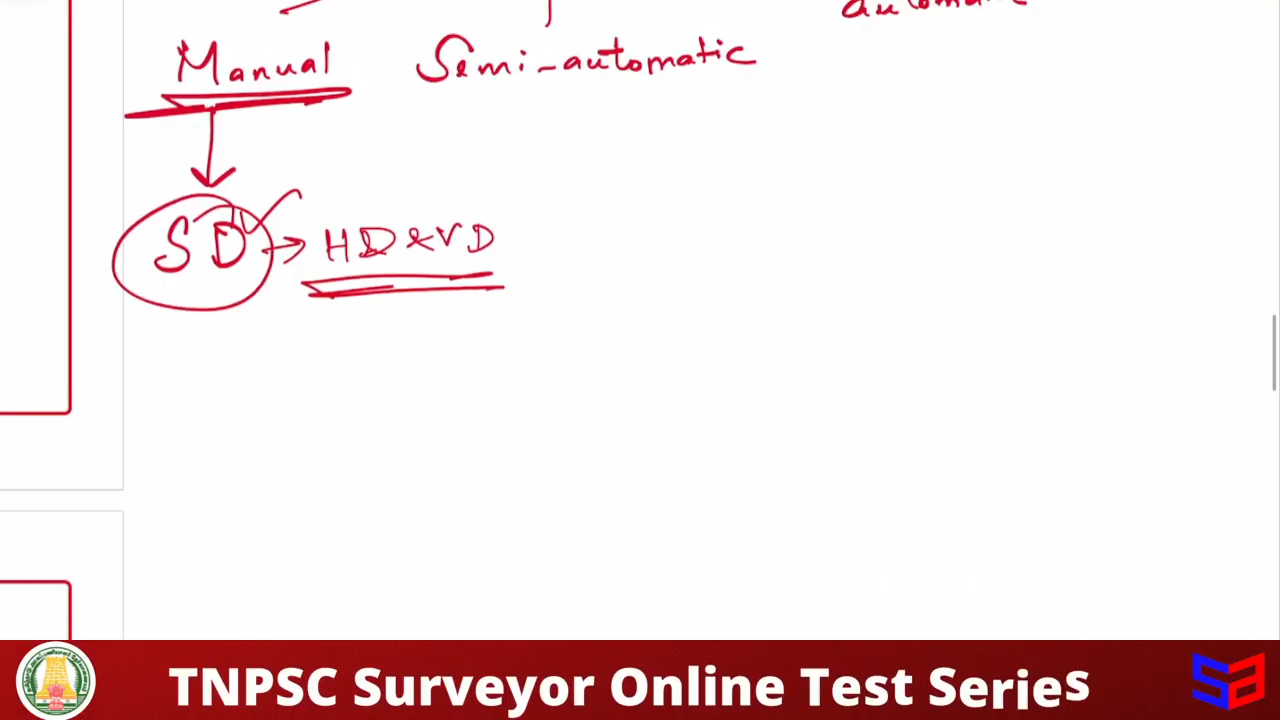 Manual Semi-automatic
SD → HD & VD
TNPSC Surveyor Online Test Series